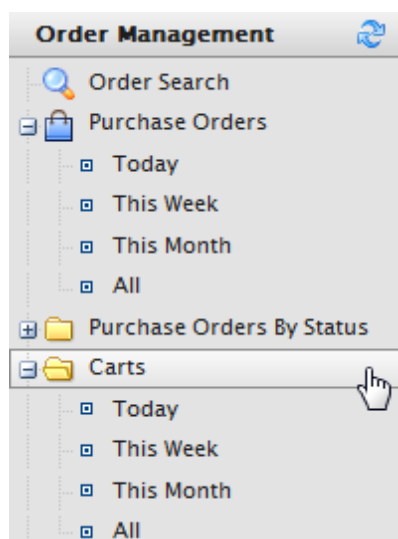 Order Management
Order Search
Purchase Orders
Today
This Week
This Month
All
Purchase Orders By Status
Carts
Today
This Week
This Month
All